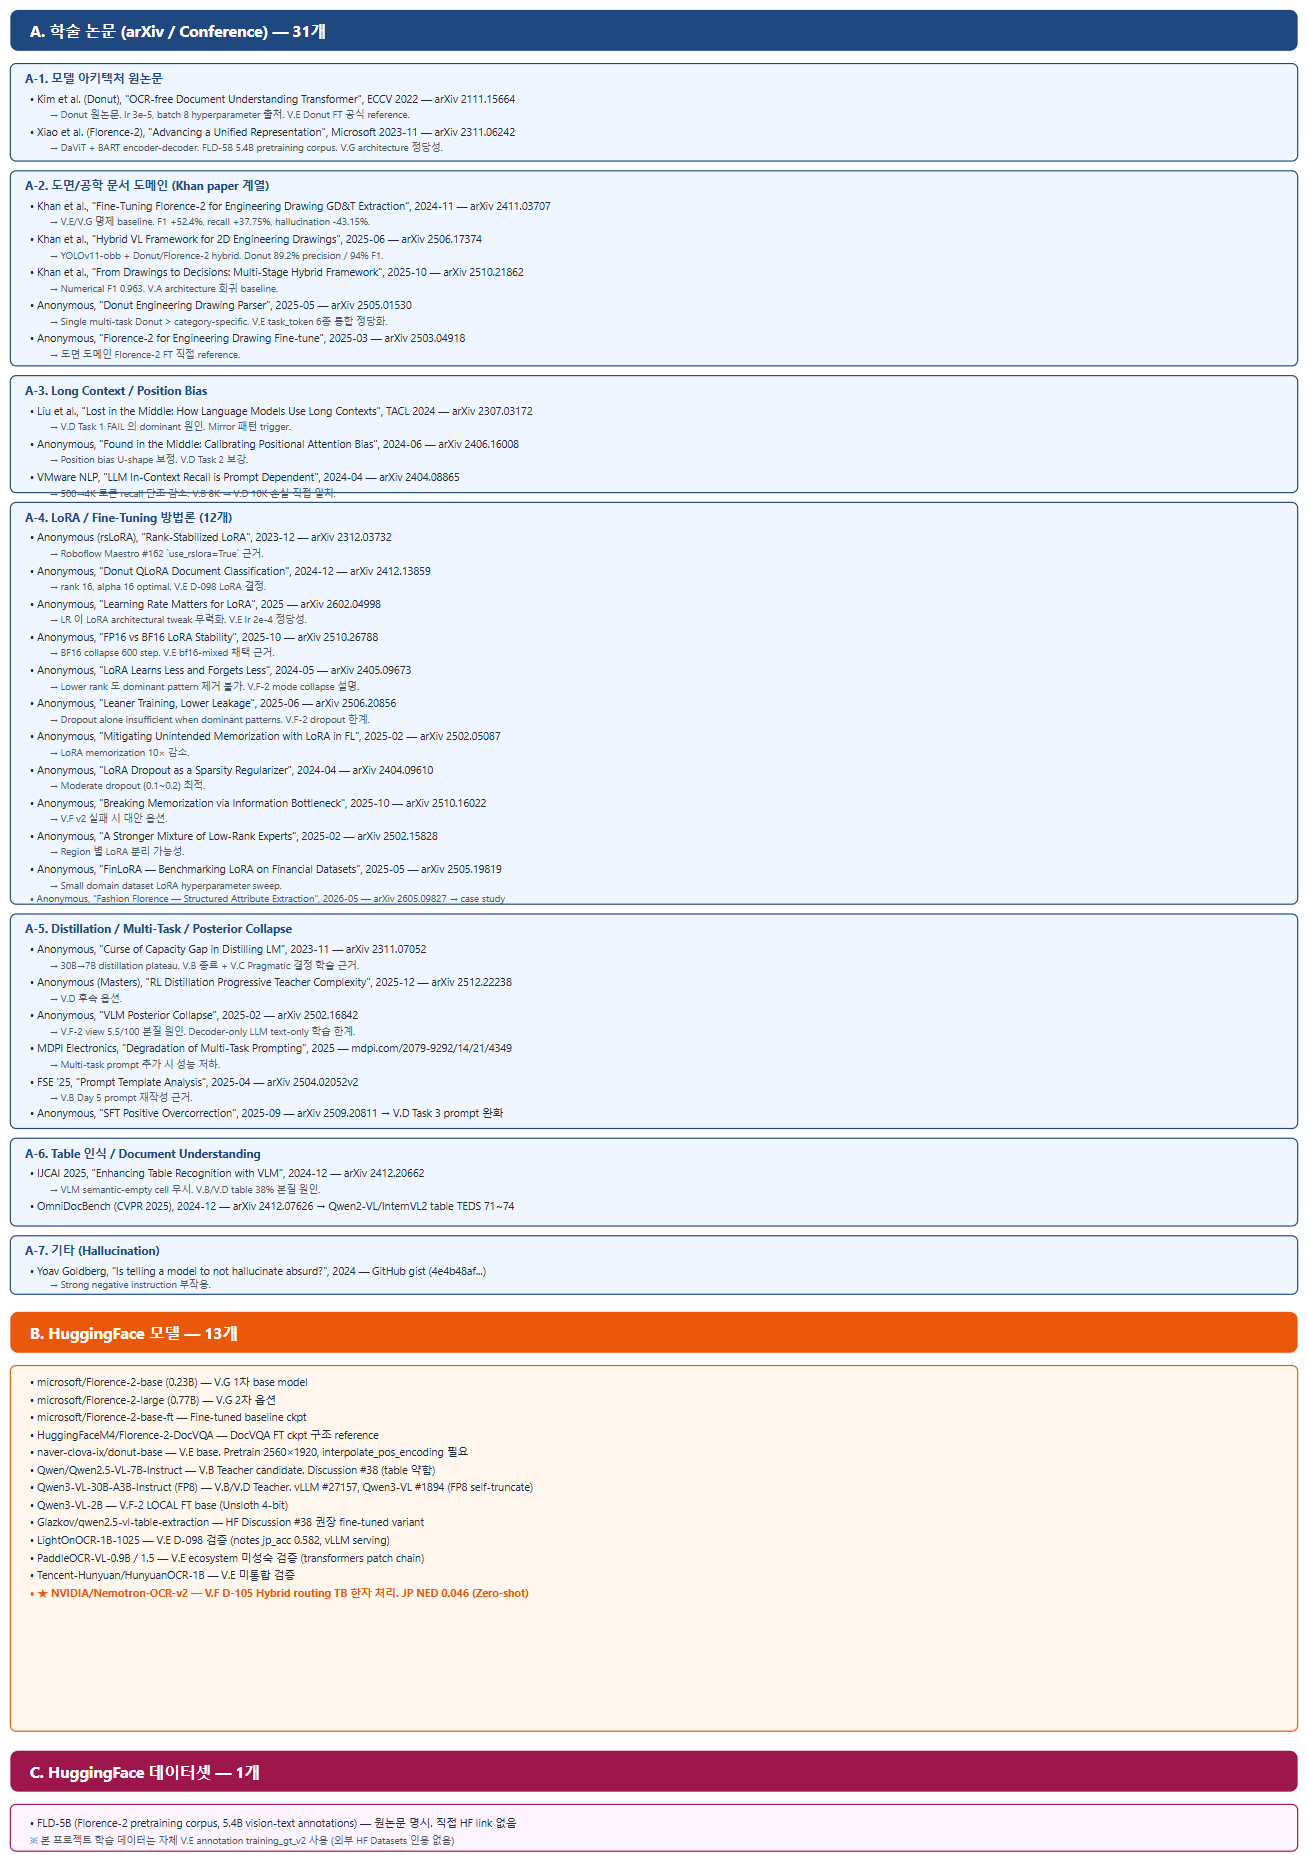 A. 학술 논문 (arXiv / Conference) — 31개
A-1. 모델 아키텍처 원논문
• Kim et al. (Donut), "OCR-free Document Understanding Transformer", ECCV 2022 — arXiv 2111.15664
→ Donut 원논문. lr 3e-5, batch 8 hyperparameter 출처. V.E Donut FT 공식 reference.
• Xiao et al. (Florence-2), "Advancing a Unified Representation", Microsoft 2023-11 — arXiv 2311.06242
→ DaViT + BART encoder-decoder. FLD-5B 5.4B pretraining corpus. V.G architecture 정당성.
A-2. 도면/공학 문서 도메인 (Khan paper 계열)
• Khan et al., "Fine-Tuning Florence-2 for Engineering Drawing GD&T Extraction", 2024-11 — arXiv 2411.03707
→ V.E/V.G 명제 baseline. F1 +52.4%, recall +37.75%, hallucination -43.15%.
• Khan et al., "Hybrid VL Framework for 2D Engineering Drawings", 2025-06 — arXiv 2506.17374
→ YOLOv11-obb + Donut/Florence-2 hybrid. Donut 89.2% precision / 94% F1.
• Khan et al., "From Drawings to Decisions: Multi-Stage Hybrid Framework", 2025-10 — arXiv 2510.21862
→ Numerical F1 0.963. V.A architecture 회귀 baseline.
• Anonymous, "Donut Engineering Drawing Parser", 2025-05 — arXiv 2505.01530
→ Single multi-task Donut > category-specific. V.E task_token 6종 통합 정당화.
• Anonymous, "Florence-2 for Engineering Drawing Fine-tune", 2025-03 — arXiv 2503.04918
→ 도면 도메인 Florence-2 FT 직접 reference.
A-3. Long Context / Position Bias
• Liu et al., "Lost in the Middle: How Language Models Use Long Contexts", TACL 2024 — arXiv 2307.03172
→ V.D Task 1 FAIL 의 dominant 원인. Mirror 패턴 trigger.
• Anonymous, "Found in the Middle: Calibrating Positional Attention Bias", 2024-06 — arXiv 2406.16008
→ Position bias U-shape 보정. V.D Task 2 보강.
• VMware NLP, "LLM In-Context Recall is Prompt Dependent", 2024-04 — arXiv 2404.08865
→ 500→4K 토큰 recall 단조 감소. V.B 8K → V.D 10K 손실 직접 일치.
A-4. LoRA / Fine-Tuning 방법론 (12개)
• Anonymous (rsLoRA), "Rank-Stabilized LoRA", 2023-12 — arXiv 2312.03732
→ Roboflow Maestro #162 `use_rslora=True` 근거.
• Anonymous, "Donut QLoRA Document Classification", 2024-12 — arXiv 2412.13859
→ rank 16, alpha 16 optimal. V.E D-098 LoRA 결정.
• Anonymous, "Learning Rate Matters for LoRA", 2025 — arXiv 2602.04998
→ LR 이 LoRA architectural tweak 무력화. V.E lr 2e-4 정당성.
• Anonymous, "FP16 vs BF16 LoRA Stability", 2025-10 — arXiv 2510.26788
→ BF16 collapse 600 step. V.E bf16-mixed 채택 근거.
• Anonymous, "LoRA Learns Less and Forgets Less", 2024-05 — arXiv 2405.09673
→ Lower rank 도 dominant pattern 제거 불가. V.F-2 mode collapse 설명.
• Anonymous, "Leaner Training, Lower Leakage", 2025-06 — arXiv 2506.20856
→ Dropout alone insufficient when dominant patterns. V.F-2 dropout 한계.
• Anonymous, "Mitigating Unintended Memorization with LoRA in FL", 2025-02 — arXiv 2502.05087
→ LoRA memorization 10× 감소.
• Anonymous, "LoRA Dropout as a Sparsity Regularizer", 2024-04 — arXiv 2404.09610
→ Moderate dropout (0.1~0.2) 최적.
• Anonymous, "Breaking Memorization via Information Bottleneck", 2025-10 — arXiv 2510.16022
→ V.F v2 실패 시 대안 옵션.
• Anonymous, "A Stronger Mixture of Low-Rank Experts", 2025-02 — arXiv 2502.15828
→ Region 별 LoRA 분리 가능성.
• Anonymous, "FinLoRA — Benchmarking LoRA on Financial Datasets", 2025-05 — arXiv 2505.19819
→ Small domain dataset LoRA hyperparameter sweep.
• Anonymous, "Fashion Florence — Structured Attribute Extraction", 2026-05 — arXiv 2605.09827 → case study
A-5. Distillation / Multi-Task / Posterior Collapse
• Anonymous, "Curse of Capacity Gap in Distilling LM", 2023-11 — arXiv 2311.07052
→ 30B→7B distillation plateau. V.B 종료 + V.C Pragmatic 결정 학술 근거.
• Anonymous (Masters), "RL Distillation Progressive Teacher Complexity", 2025-12 — arXiv 2512.22238
→ V.D 후속 옵션.
• Anonymous, "VLM Posterior Collapse", 2025-02 — arXiv 2502.16842
→ V.F-2 view 5.5/100 본질 원인. Decoder-only LLM text-only 학습 한계.
• MDPI Electronics, "Degradation of Multi-Task Prompting", 2025 — mdpi.com/2079-9292/14/21/4349
→ Multi-task prompt 추가 시 성능 저하.
• FSE '25, "Prompt Template Analysis", 2025-04 — arXiv 2504.02052v2
→ V.B Day 5 prompt 재작성 근거.
• Anonymous, "SFT Positive Overcorrection", 2025-09 — arXiv 2509.20811 → V.D Task 3 prompt 완화
A-6. Table 인식 / Document Understanding
• IJCAI 2025, "Enhancing Table Recognition with VLM", 2024-12 — arXiv 2412.20662
→ VLM semantic-empty cell 무시. V.B/V.D table 38% 본질 원인.
• OmniDocBench (CVPR 2025), 2024-12 — arXiv 2412.07626 → Qwen2-VL/InternVL2 table TEDS 71~74
A-7. 기타 (Hallucination)
• Yoav Goldberg, "Is telling a model to not hallucinate absurd?", 2024 — GitHub gist (4e4b48af...)
→ Strong negative instruction 부작용.
B. HuggingFace 모델 — 13개
• microsoft/Florence-2-base (0.23B) — V.G 1차 base model
• microsoft/Florence-2-large (0.77B) — V.G 2차 옵션
• microsoft/Florence-2-base-ft — Fine-tuned baseline ckpt
• HuggingFaceM4/Florence-2-DocVQA — DocVQA FT ckpt 구조 reference
• naver-clova-ix/donut-base — V.E base. Pretrain 2560×1920, interpolate_pos_encoding 필요
• Qwen/Qwen2.5-VL-7B-Instruct — V.B Teacher candidate. Discussion #38 (table 약함)
• Qwen3-VL-30B-A3B-Instruct (FP8) — V.B/V.D Teacher. vLLM #27157, Qwen3-VL #1894 (FP8 self-truncate)
• Qwen3-VL-2B — V.F-2 LOCAL FT base (Unsloth 4-bit)
• Glazkov/qwen2.5-vl-table-extraction — HF Discussion #38 권장 fine-tuned variant
• LightOnOCR-1B-1025 — V.E D-098 검증 (notes jp_acc 0.582, vLLM serving)
• PaddleOCR-VL-0.9B / 1.5 — V.E ecosystem 미성숙 검증 (transformers patch chain)
• Tencent-Hunyuan/HunyuanOCR-1B — V.E 미통합 검증
• ★ NVIDIA/Nemotron-OCR-v2 — V.F D-105 Hybrid routing TB 한자 처리. JP NED 0.046 (Zero-shot)
C. HuggingFace 데이터셋 — 1개
• FLD-5B (Florence-2 pretraining corpus, 5.4B vision-text annotations) — 원논문 명시. 직접 HF link 없음
※ 본 프로젝트 학습 데이터는 자체 V.E annotation training_gt_v2 사용 (외부 HF Datasets 인용 없음)